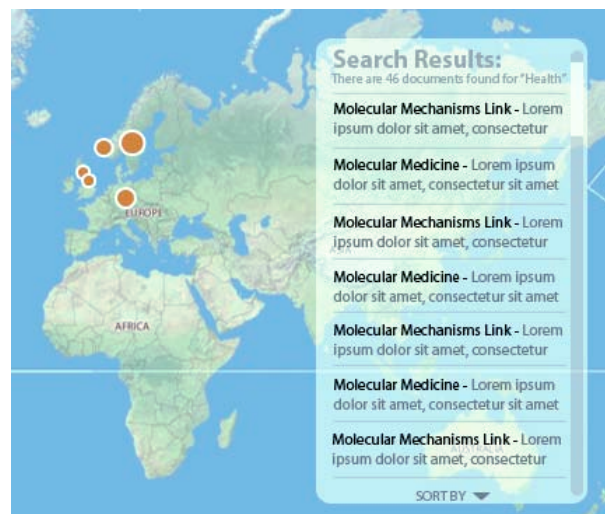 Search Results:
There are 46 documents found for "Health"
Molecular Mechanisms Link - Lorem
ipsum dolor sit amet, consectetur
Molecular Medicine - Lorem ipsum
dolor sit amet, consectetur sit amet
Molecular Mechanisms Link - Lorem
ipsum dolor sit amet, consectetur
Molecular Medicine - Lorem ipsum
dolor sit amet, consectetur sit amet
Molecular Mechanisms Link - Lorem
ipsum dolor sit amet, consectetur
Molecular Medicine - Lorem ipsum
dolor sit amet, consectetur sit amet
Molecular Mechanisms Link - Lorem
ipsum dolor sit amet, consectetur
SORT BY
EUROPE
ASIA
AFRICA
AUSTRALIA